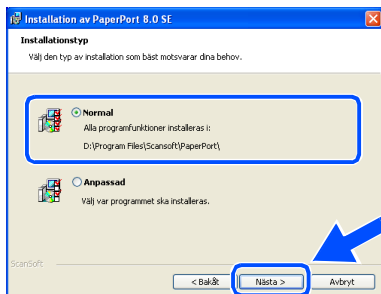 Installation av PaperPort 8.0 SE
Installationstyp
Välj den typ av installation som bäst motsvarar dina behov.
Normal
Alla programfunktioner installeras i:
D:\Program Files\Scansoft\PaperPort\
Anpassad
Välj var programmet ska installeras.
ScanSoft
< Bakåt
Nästa >
Avbryt